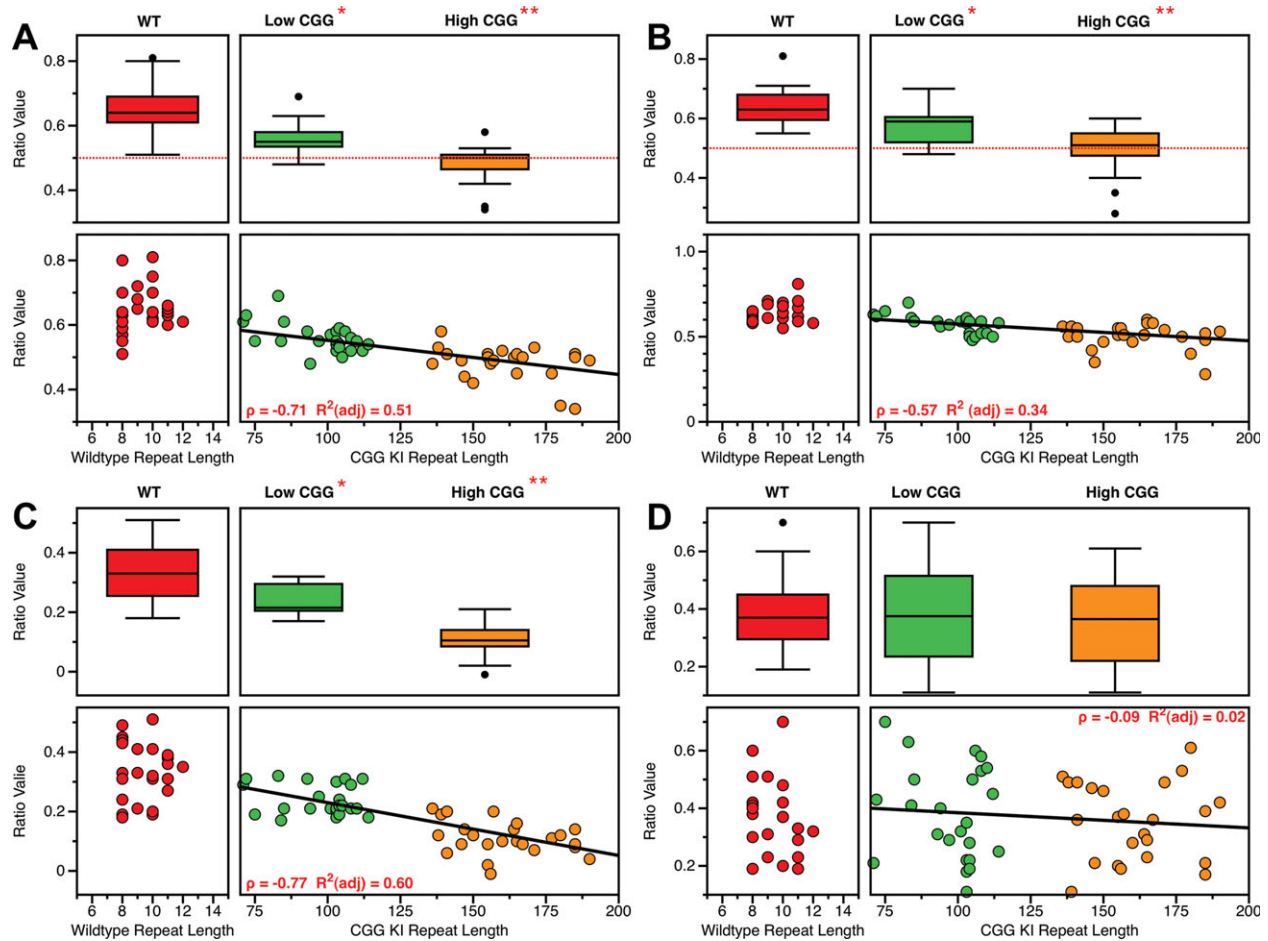 A
WT Low CGG * High CGG **
Ratio Value
0.8
0.6
0.4
Ratio Value
0.8
0.6
0.4
ρ = -0.71 R²(adj) = 0.51
6 8 10 12 14 75 100 125 150 175 200
Wildtype Repeat Length CGG KI Repeat Length
B
WT Low CGG * High CGG **
Ratio Value
0.8
0.6
0.4
Ratio Value
1.0
0.5
0
ρ = -0.57 R² (adj) = 0.34
6 8 10 12 14 75 100 125 150 175 200
Wildtype Repeat Length CGG KI Repeat Length
C
WT Low CGG * High CGG **
Ratio Value
0.4
0.2
0
Ratio Valie
0.4
0.2
0
ρ = -0.77 R²(adj) = 0.60
6 8 10 12 14 75 100 125 150 175 200
Wildtype Repeat Length CGG KI Repeat Length
D
WT Low CGG High CGG
Ratio Value
0.6
0.4
0.2
Ratio Value
0.6
0.4
0.2
ρ = -0.09 R²(adj) = 0.02
6 8 10 12 14 75 100 125 150 175 200
Wildtype Repeat Length CGG KI Repeat Length